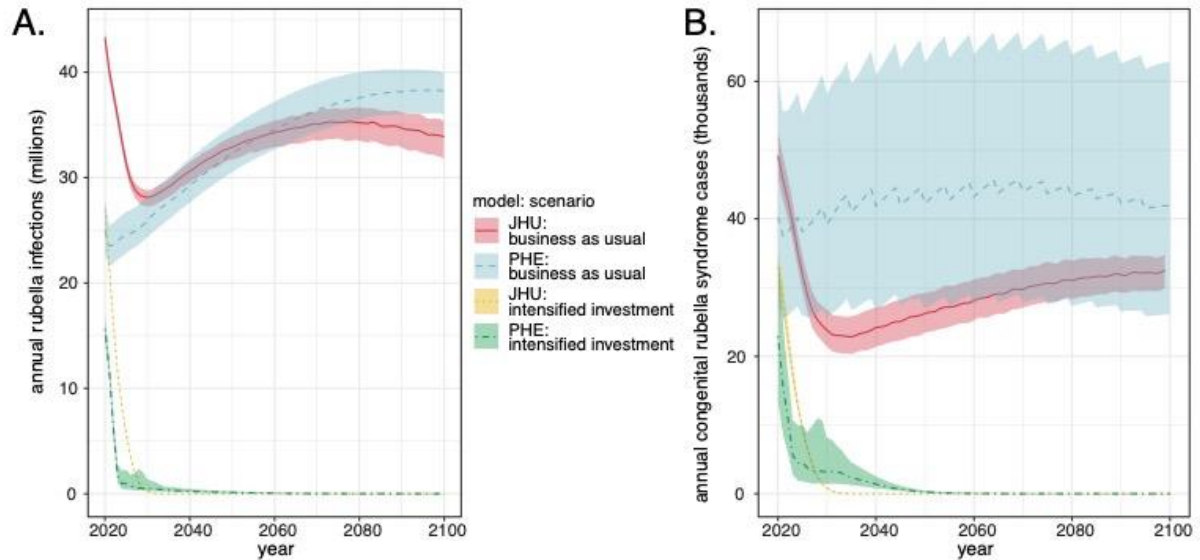 A.
annual rubella infections (millions)
40
30
20
10
0
2020 2040 2060 2080 2100
year
model: scenario
JHU:
business as usual
PHE:
business as usual
JHU:
intensified investment
PHE:
intensified investment
B.
annual congenital rubella syndrome cases (thousands)
60
40
20
0
2020 2040 2060 2080 2100
year